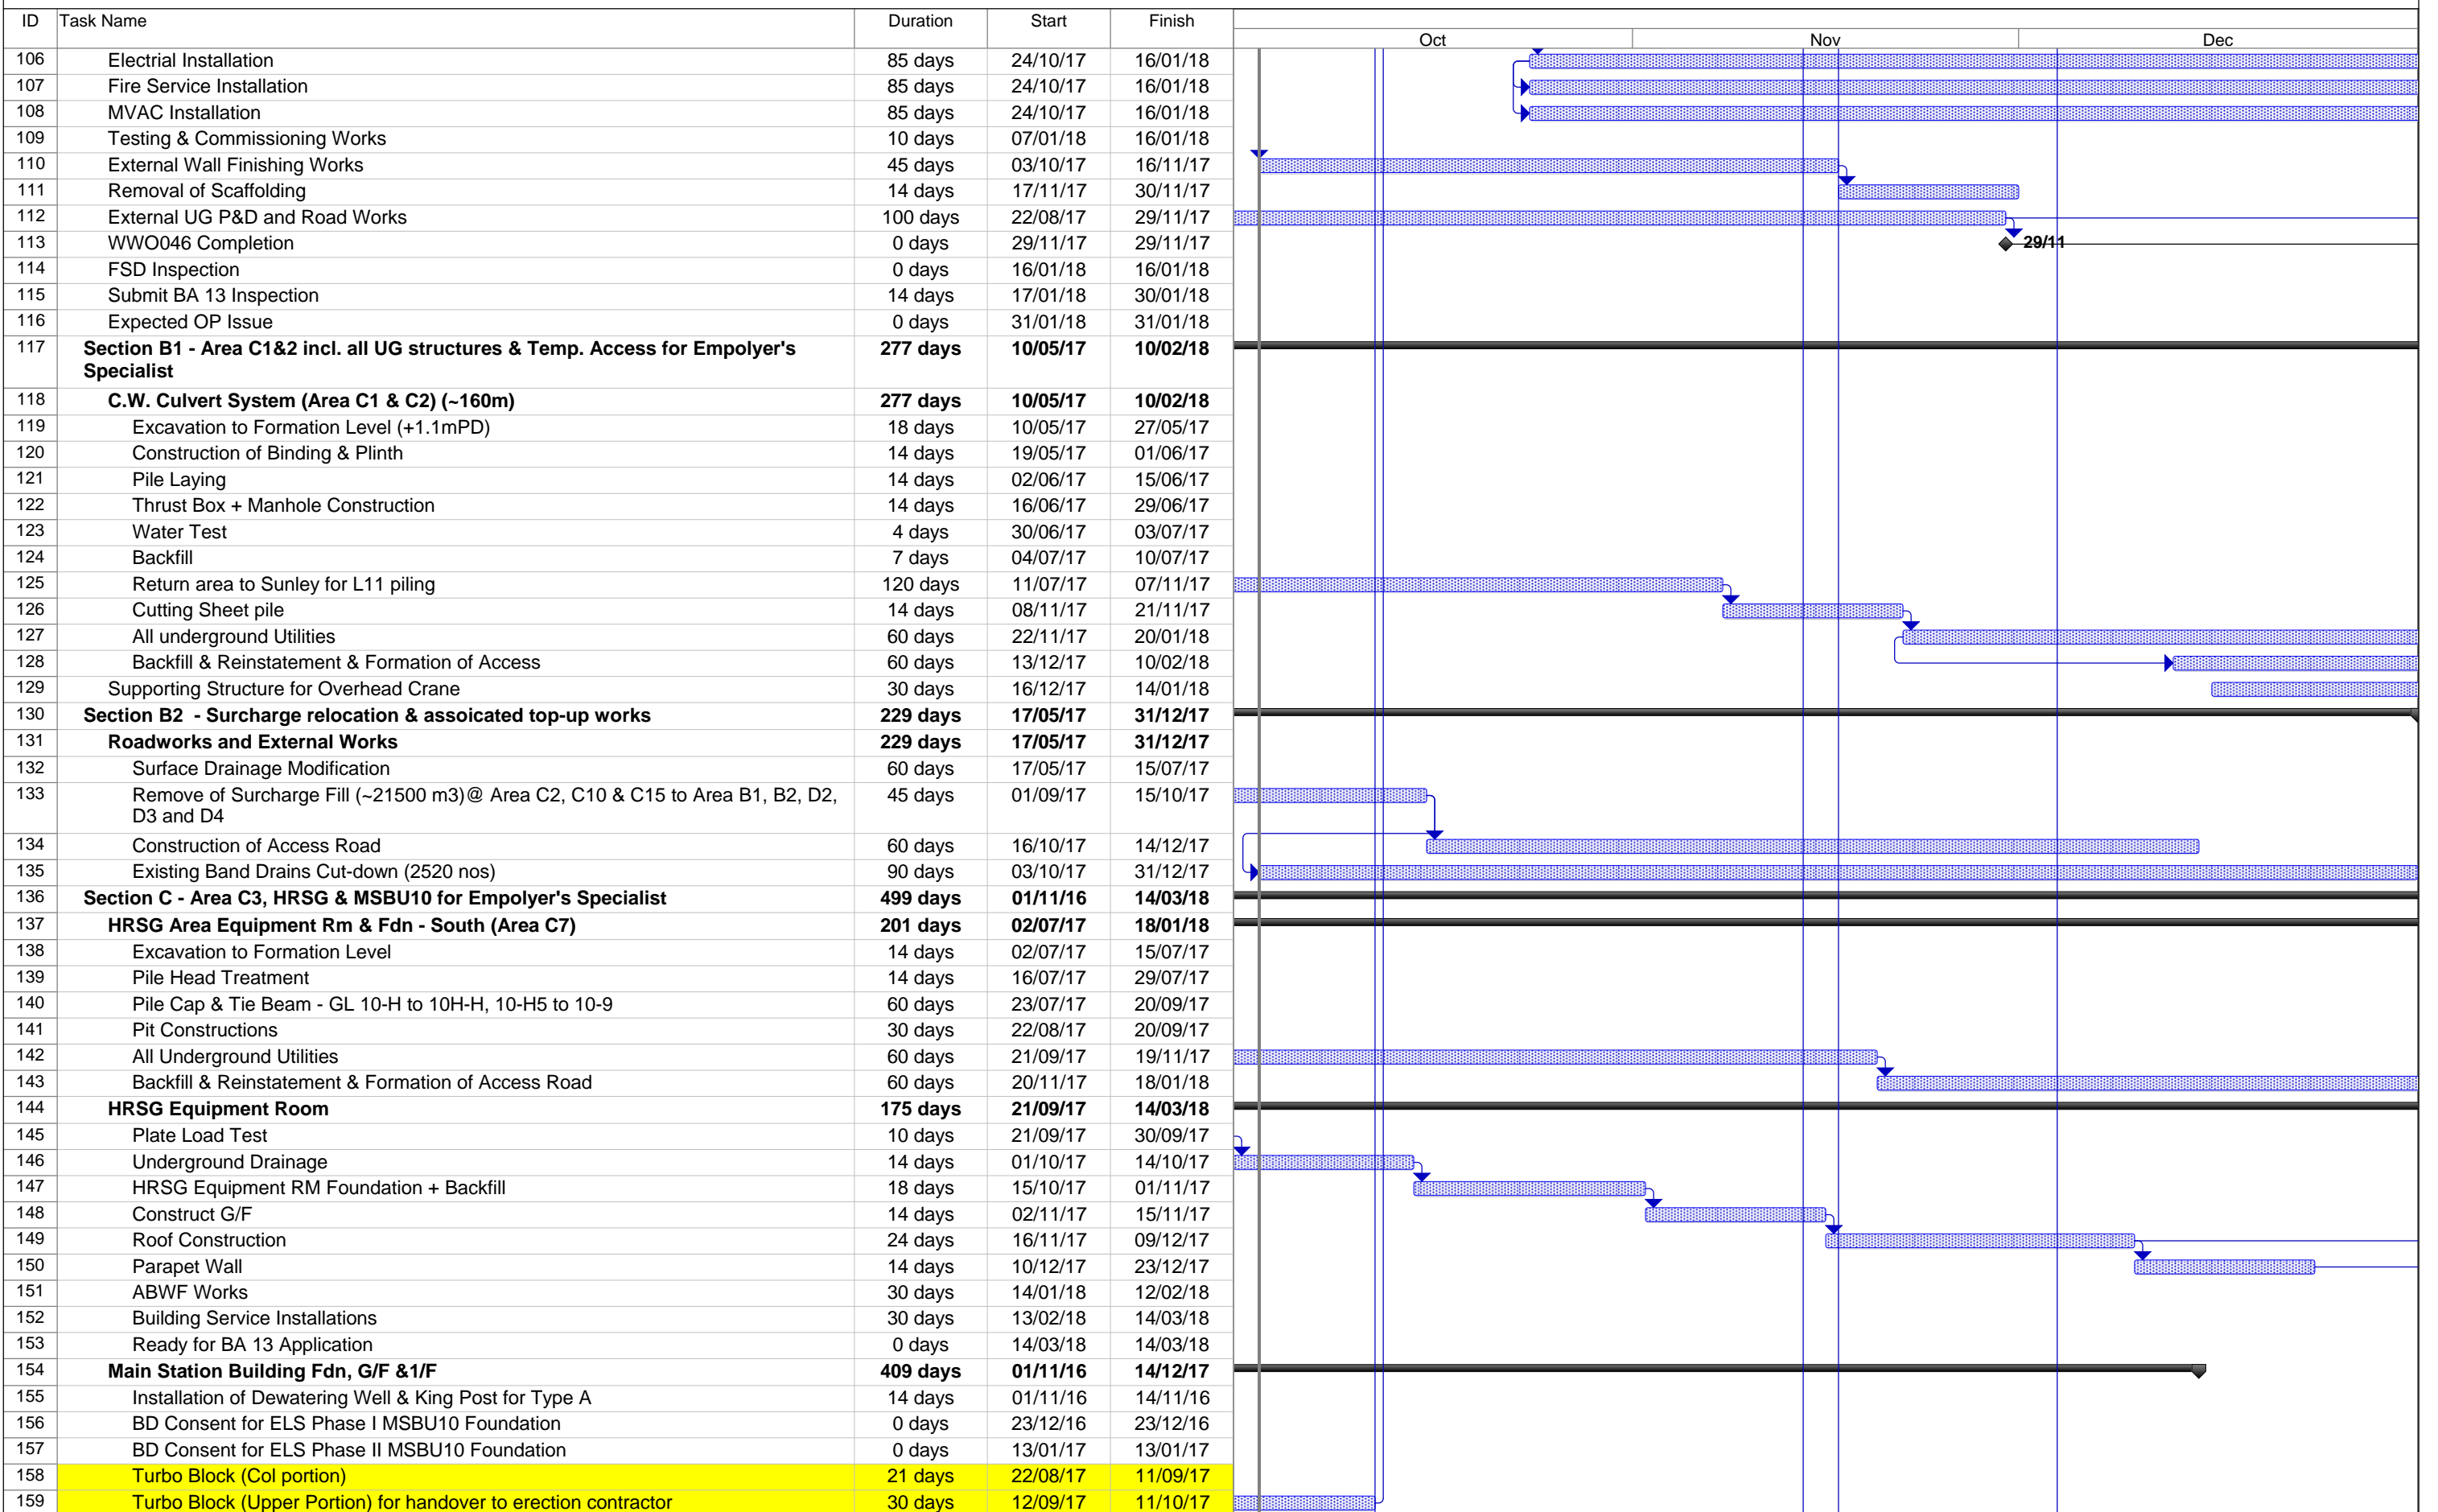 ID Task Name Duration Start Finish
Oct Nov Dec
106 Electrial Installation 85 days 24/10/17 16/01/18
107 Fire Service Installation 85 days 24/10/17 16/01/18
108 MVAC Installation 85 days 24/10/17 16/01/18
109 Testing & Commissioning Works 10 days 07/01/18 16/01/18
110 External Wall Finishing Works 45 days 03/10/17 16/11/17
111 Removal of Scaffolding 14 days 17/11/17 30/11/17
112 External UG P&D and Road Works 100 days 22/08/17 29/11/17
113 WWO046 Completion 0 days 29/11/17 29/11/17 29/11
114 FSD Inspection 0 days 16/01/18 16/01/18
115 Submit BA 13 Inspection 14 days 17/01/18 30/01/18
116 Expected OP Issue 0 days 31/01/18 31/01/18
117 Section B1 - Area C1&2 incl. all UG structures & Temp. Access for Empolyer's 277 days 10/05/17 10/02/18
Specialist
118 C.W. Culvert System (Area C1 & C2) (~160m) 277 days 10/05/17 10/02/18
119 Excavation to Formation Level (+1.1mPD) 18 days 10/05/17 27/05/17
120 Construction of Binding & Plinth 14 days 19/05/17 01/06/17
121 Pile Laying 14 days 02/06/17 15/06/17
122 Thrust Box + Manhole Construction 14 days 16/06/17 29/06/17
123 Water Test 4 days 30/06/17 03/07/17
124 Backfill 7 days 04/07/17 10/07/17
125 Return area to Sunley for L11 piling 120 days 11/07/17 07/11/17
126 Cutting Sheet pile 14 days 08/11/17 21/11/17
127 All underground Utilities 60 days 22/11/17 20/01/18
128 Backfill & Reinstatement & Formation of Access 60 days 13/12/17 10/02/18
129 Supporting Structure for Overhead Crane 30 days 16/12/17 14/01/18
130 Section B2 - Surcharge relocation & assoicated top-up works 229 days 17/05/17 31/12/17
131 Roadworks and External Works 229 days 17/05/17 31/12/17
132 Surface Drainage Modification 60 days 17/05/17 15/07/17
133 Remove of Surcharge Fill (~21500 m3)@ Area C2, C10 & C15 to Area B1, B2, D2, 45 days 01/09/17 15/10/17
D3 and D4
134 Construction of Access Road 60 days 16/10/17 14/12/17
135 Existing Band Drains Cut-down (2520 nos) 90 days 03/10/17 31/12/17
136 Section C - Area C3, HRSG & MSBU10 for Empolyer's Specialist 499 days 01/11/16 14/03/18
137 HRSG Area Equipment Rm & Fdn - South (Area C7) 201 days 02/07/17 18/01/18
138 Excavation to Formation Level 14 days 02/07/17 15/07/17
139 Pile Head Treatment 14 days 16/07/17 29/07/17
140 Pile Cap & Tie Beam - GL 10-H to 10H-H, 10-H5 to 10-9 60 days 23/07/17 20/09/17
141 Pit Constructions 30 days 22/08/17 20/09/17
142 All Underground Utilities 60 days 21/09/17 19/11/17
143 Backfill & Reinstatement & Formation of Access Road 60 days 20/11/17 18/01/18
144 HRSG Equipment Room 175 days 21/09/17 14/03/18
145 Plate Load Test 10 days 21/09/17 30/09/17
146 Underground Drainage 14 days 01/10/17 14/10/17
147 HRSG Equipment RM Foundation + Backfill 18 days 15/10/17 01/11/17
148 Construct G/F 14 days 02/11/17 15/11/17
149 Roof Construction 24 days 16/11/17 09/12/17
150 Parapet Wall 14 days 10/12/17 23/12/17
151 ABWF Works 30 days 14/01/18 12/02/18
152 Building Service Installations 30 days 13/02/18 14/03/18
153 Ready for BA 13 Application 0 days 14/03/18 14/03/18
154 Main Station Building Fdn, G/F &1/F 409 days 01/11/16 14/12/17
155 Installation of Dewatering Well & King Post for Type A 14 days 01/11/16 14/11/16
156 BD Consent for ELS Phase I MSBU10 Foundation 0 days 23/12/16 23/12/16
157 BD Consent for ELS Phase II MSBU10 Foundation 0 days 13/01/17 13/01/17
158 Turbo Block (Col portion) 21 days 22/08/17 11/09/17
159 Turbo Block (Upper Portion) for handover to erection contractor 30 days 12/09/17 11/10/17